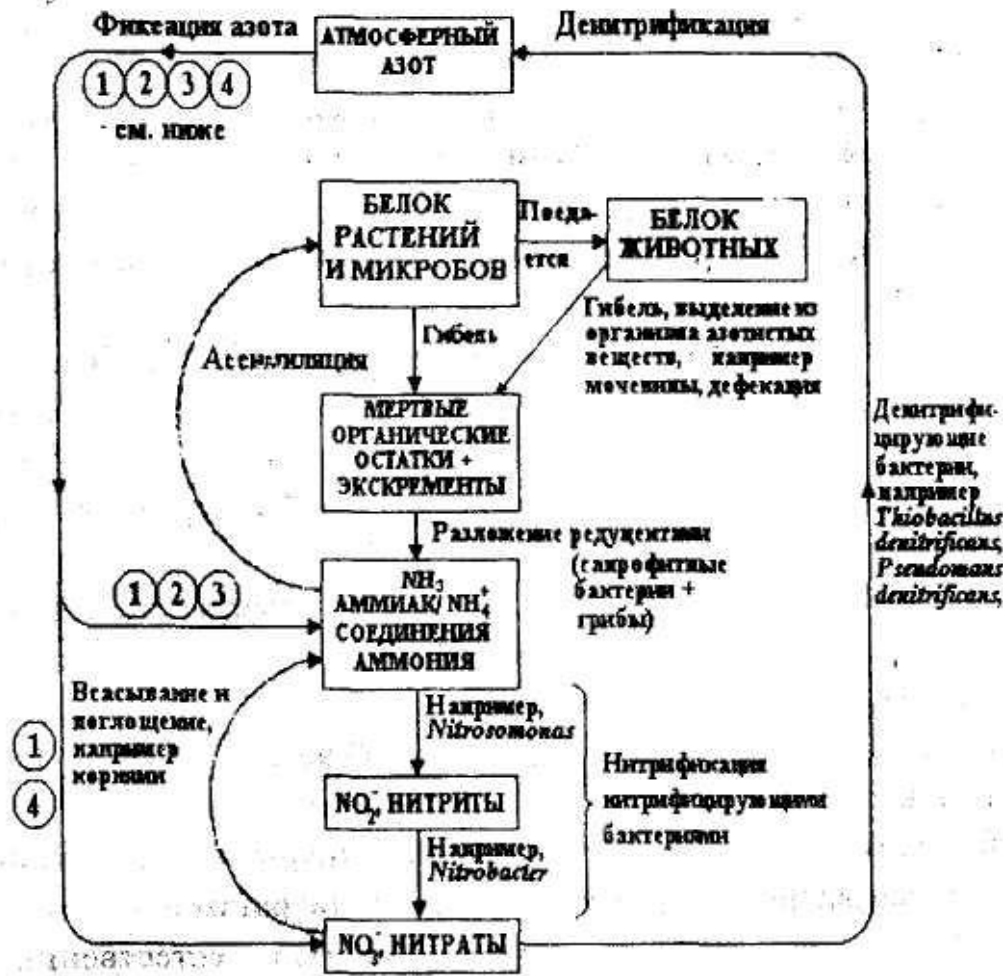 Фиксация азота
АТМОСФЕРНЫЙ
АЗОТ
Денитрификация
1 2 3 4
см. ниже
БЕЛОК
РАСТЕНИЙ
И МИКРОБОВ
Поеда-
ется
БЕЛОК
ЖИВОТНЫХ
Гибель
Гибель, выделение из
организма азотистых
веществ, например
мочевины, дефекация
Ассимиляция
МЕРТВЫЕ
ОРГАНИЧЕСКИЕ
ОСТАТКИ +
ЭКСКРЕМЕНТЫ
Денитрифи-
цирующие
бактерии,
например
Thiobacillus
denitrificans,
Pseudomans
denitrificans,
Разложение редуцентами
(сапрофитные
бактерии +
грибы)
1 2 3
NH₃
АММИАК/ NH₄⁺
СОЕДИНЕНИЯ
АММОНИЯ
Всасывание и
поглощение,
например
корнями
1
4
Например,
Nitrosomonas
NO₂⁻, НИТРИТЫ
Нитрификация
нитрифицирующими
бактериями
Например,
Nitrobacter
NO₃⁻, НИТРАТЫ